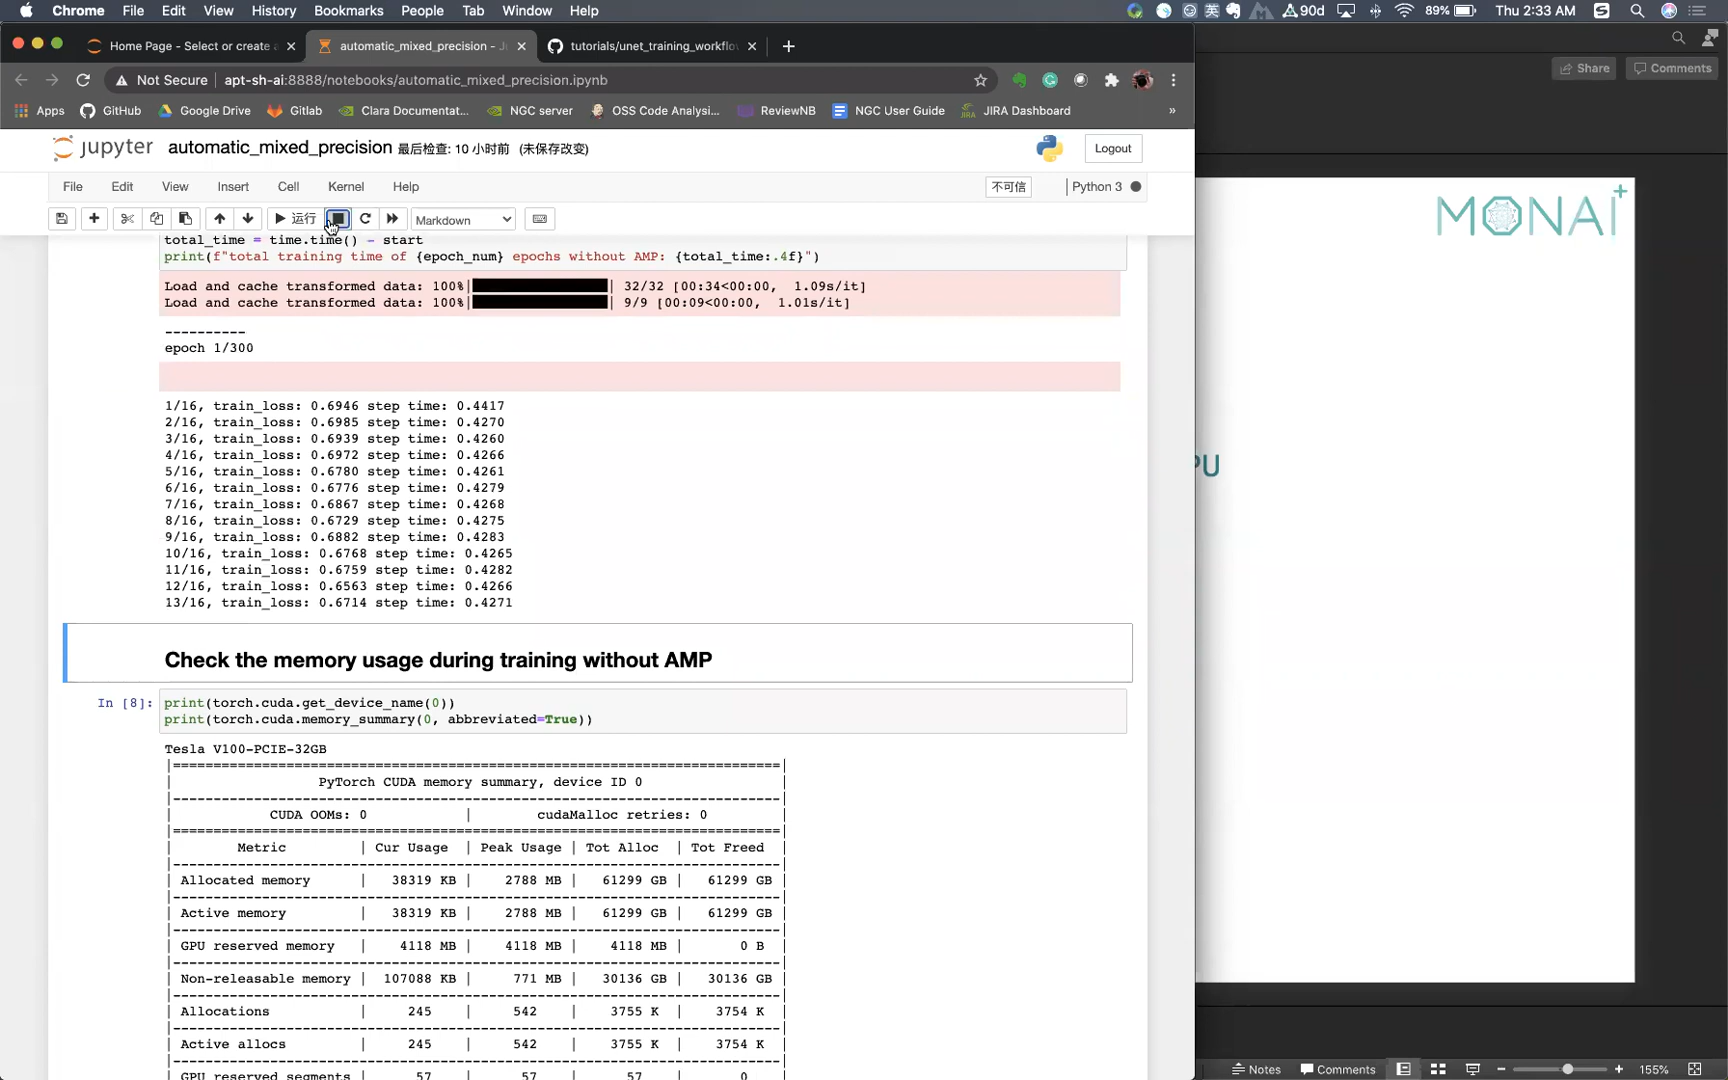 Chrome File Edit View History Bookmarks People Tab Window Help 英 90d 89% Thu 2:33 AM
Home Page - Select or create a automatic_mixed_precision - J tutorials/unet_training_workflow
Not Secure apt-sh-ai:8888/notebooks/automatic_mixed_precision.ipynb
Share Comments
Apps GitHub Google Drive Gitlab Clara Documentat... NGC server OSS Code Analysi... ReviewNB NGC User Guide JIRA Dashboard »
jupyter automatic_mixed_precision 最后检查: 10 小时前 (未保存改变) Logout
File Edit View Insert Cell Kernel Help 不可信 Python 3
运行 Markdown
MONAI
total_time = time.time() - start
print(f"total training time of {epoch_num} epochs without AMP: {total_time:.4f}")
Load and cache transformed data: 100%| | 32/32 [00:34<00:00, 1.09s/it]
Load and cache transformed data: 100%| | 9/9 [00:09<00:00, 1.01s/it]
----------
epoch 1/300
1/16, train_loss: 0.6946 step time: 0.4417
2/16, train_loss: 0.6985 step time: 0.4270
3/16, train_loss: 0.6939 step time: 0.4260
4/16, train_loss: 0.6972 step time: 0.4266
PU
5/16, train_loss: 0.6780 step time: 0.4261
6/16, train_loss: 0.6776 step time: 0.4279
7/16, train_loss: 0.6867 step time: 0.4268
8/16, train_loss: 0.6729 step time: 0.4275
9/16, train_loss: 0.6882 step time: 0.4283
10/16, train_loss: 0.6768 step time: 0.4265
11/16, train_loss: 0.6759 step time: 0.4282
12/16, train_loss: 0.6563 step time: 0.4266
13/16, train_loss: 0.6714 step time: 0.4271
Check the memory usage during training without AMP
In [8]: print(torch.cuda.get_device_name(0))
print(torch.cuda.memory_summary(0, abbreviated=True))
Tesla V100-PCIE-32GB
|===========================================================================|
| PyTorch CUDA memory summary, device ID 0
|---------------------------------------------------------------------------|
| CUDA OOMs: 0 | cudaMalloc retries: 0 |
|===========================================================================|
| Metric | Cur Usage | Peak Usage | Tot Alloc | Tot Freed |
|---------------------------------------------------------------------------|
| Allocated memory | 38319 KB | 2788 MB | 61299 GB | 61299 GB |
|---------------------------------------------------------------------------|
| Active memory | 38319 KB | 2788 MB | 61299 GB | 61299 GB |
|---------------------------------------------------------------------------|
| GPU reserved memory | 4118 MB | 4118 MB | 4118 MB | 0 B |
|---------------------------------------------------------------------------|
| Non-releasable memory | 107088 KB | 771 MB | 30136 GB | 30136 GB |
|---------------------------------------------------------------------------|
| Allocations | 245 | 542 | 3755 K | 3754 K |
|---------------------------------------------------------------------------|
| Active allocs | 245 | 542 | 3755 K | 3754 K |
|---------------------------------------------------------------------------|
| GPU reserved segments | 57 | 57 | 57 | 0 |
Notes Comments 155%